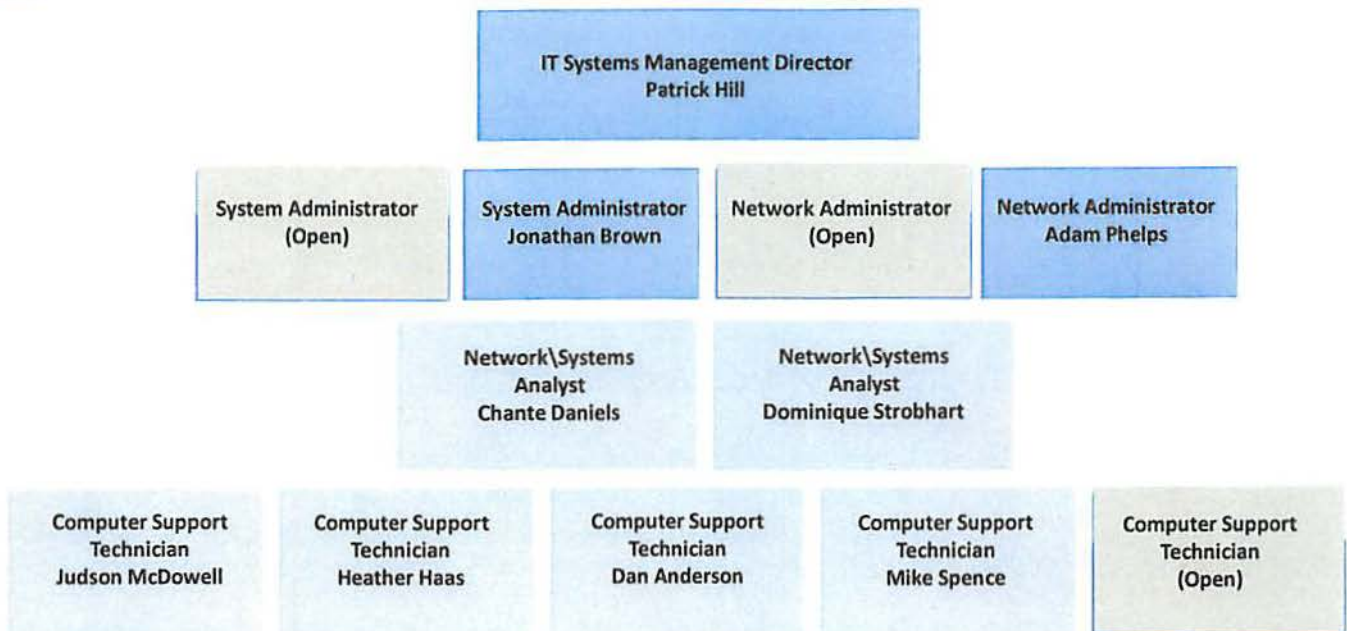 IT Systems Management Director
Patrick Hill
System Administrator
(Open)
System Administrator
Jonathan Brown
Network Administrator
(Open)
Network Administrator
Adam Phelps
Network\Systems
Analyst
Chante Daniels
Network\Systems
Analyst
Dominique Strobhart
Computer Support
Technician
Judson McDowell
Computer Support
Technician
Heather Haas
Computer Support
Technician
Dan Anderson
Computer Support
Technician
Mike Spence
Computer Support
Technician
(Open)